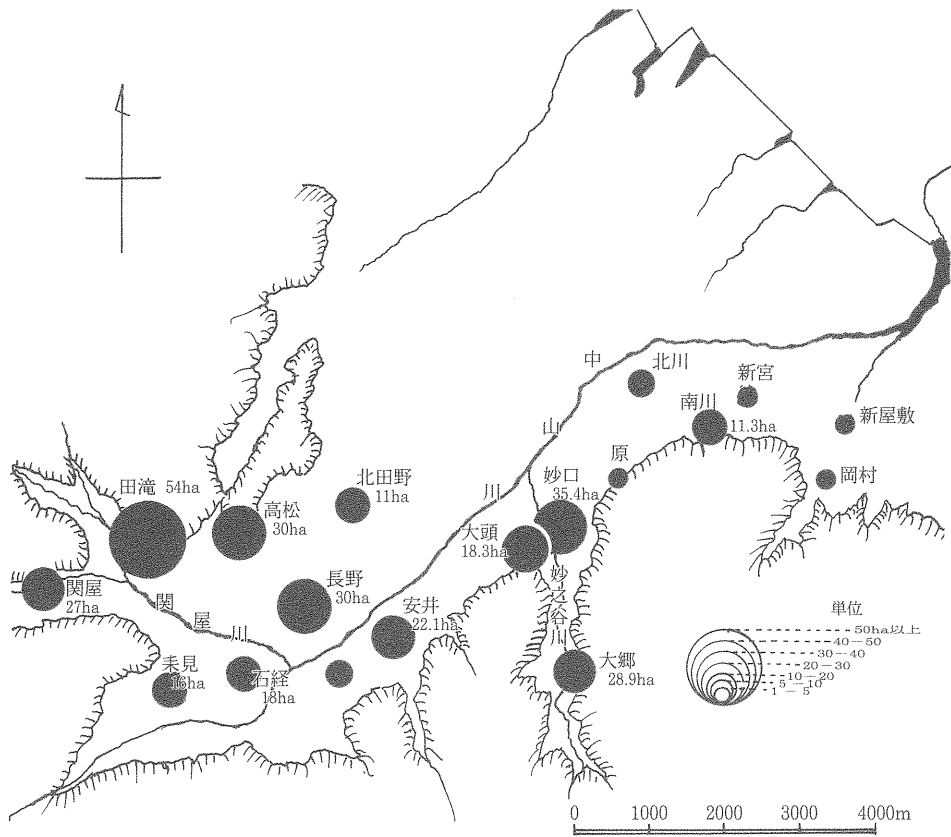 中
山
川
北川
新宮
南川
11.3ha
新屋敷
原
岡村
田滝 54ha
高松
30ha
北田野
11ha
妙口
35.4ha
大頭
18.3ha
関屋
27ha
関
屋
川
長野
30ha
安井
22.1ha
妙之谷川
来見
16ha
石経
18ha
大郷
28.9ha
単位
50ha以上
40-50
30-40
20-30
10-20
5-10
1-5
0 1000 2000 3000 4000m